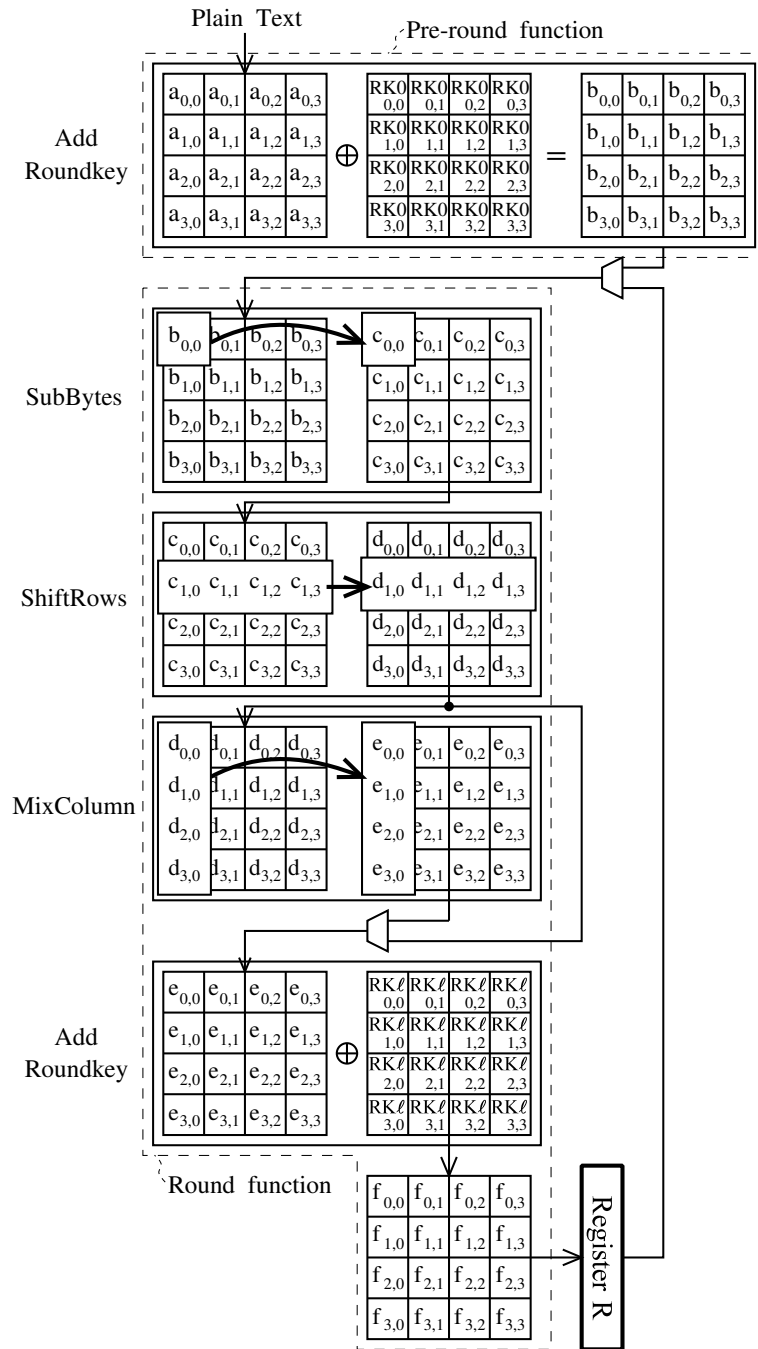 Plain Text
Pre-round function
Add
Roundkey
a0,0 a0,1 a0,2 a0,3
a1,0 a1,1 a1,2 a1,3
a2,0 a2,1 a2,2 a2,3
a3,0 a3,1 a3,2 a3,3
⊕
RK0 0,0 RK0 0,1 RK0 0,2 RK0 0,3
RK0 1,0 RK0 1,1 RK0 1,2 RK0 1,3
RK0 2,0 RK0 2,1 RK0 2,2 RK0 2,3
RK0 3,0 RK0 3,1 RK0 3,2 RK0 3,3
=
b0,0 b0,1 b0,2 b0,3
b1,0 b1,1 b1,2 b1,3
b2,0 b2,1 b2,2 b2,3
b3,0 b3,1 b3,2 b3,3
SubBytes
b0,0 b0,1 b0,2 b0,3
b1,0 b1,1 b1,2 b1,3
b2,0 b2,1 b2,2 b2,3
b3,0 b3,1 b3,2 b3,3
c0,0 c0,1 c0,2 c0,3
c1,0 c1,1 c1,2 c1,3
c2,0 c2,1 c2,2 c2,3
c3,0 c3,1 c3,2 c3,3
ShiftRows
c0,0 c0,1 c0,2 c0,3
c1,0 c1,1 c1,2 c1,3
c2,0 c2,1 c2,2 c2,3
c3,0 c3,1 c3,2 c3,3
d0,0 d0,1 d0,2 d0,3
d1,0 d1,1 d1,2 d1,3
d2,0 d2,1 d2,2 d2,3
d3,0 d3,1 d3,2 d3,3
MixColumn
d0,0 d0,1 d0,2 d0,3
d1,0 d1,1 d1,2 d1,3
d2,0 d2,1 d2,2 d2,3
d3,0 d3,1 d3,2 d3,3
e0,0 e0,1 e0,2 e0,3
e1,0 e1,1 e1,2 e1,3
e2,0 e2,1 e2,2 e2,3
e3,0 e3,1 e3,2 e3,3
Add
Roundkey
e0,0 e0,1 e0,2 e0,3
e1,0 e1,1 e1,2 e1,3
e2,0 e2,1 e2,2 e2,3
e3,0 e3,1 e3,2 e3,3
⊕
RKℓ 0,0 RKℓ 0,1 RKℓ 0,2 RKℓ 0,3
RKℓ 1,0 RKℓ 1,1 RKℓ 1,2 RKℓ 1,3
RKℓ 2,0 RKℓ 2,1 RKℓ 2,2 RKℓ 2,3
RKℓ 3,0 RKℓ 3,1 RKℓ 3,2 RKℓ 3,3
Round function
f0,0 f0,1 f0,2 f0,3
f1,0 f1,1 f1,2 f1,3
f2,0 f2,1 f2,2 f2,3
f3,0 f3,1 f3,2 f3,3
Register R